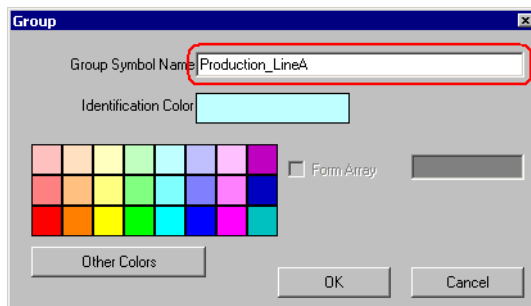 Group
Group Symbol Name Production_LineA
Identification Color
Form Array
Other Colors
OK Cancel